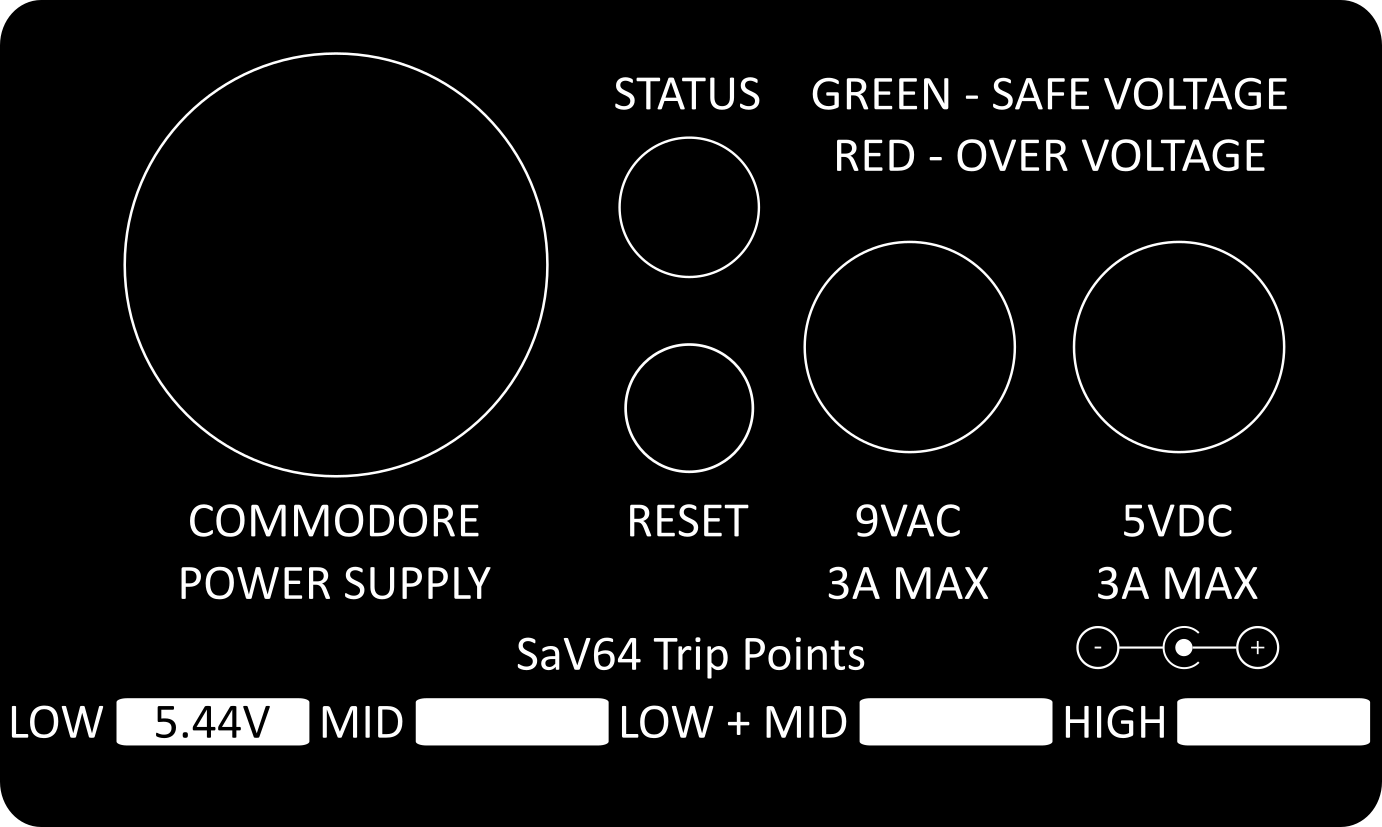 STATUS
GREEN - SAFE VOLTAGE
RED - OVER VOLTAGE
COMMODORE
POWER SUPPLY
RESET
9VAC
3A MAX
5VDC
3A MAX
- +
SaV64 Trip Points
LOW 5.44V MID LOW + MID HIGH